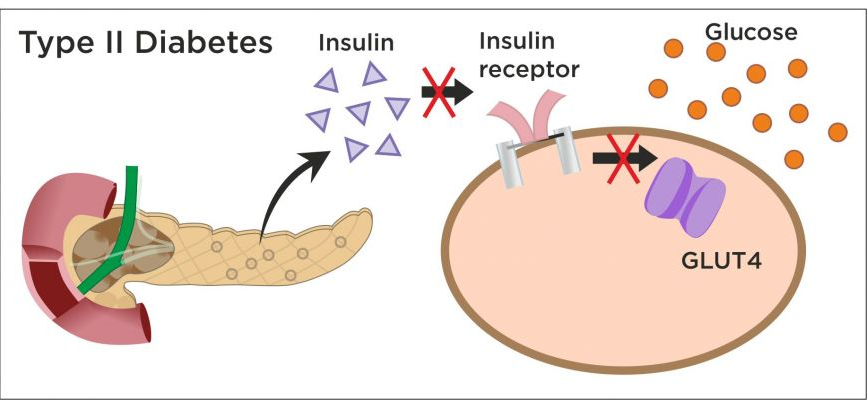 Type II Diabetes
Insulin
Insulin
receptor
Glucose
GLUT4